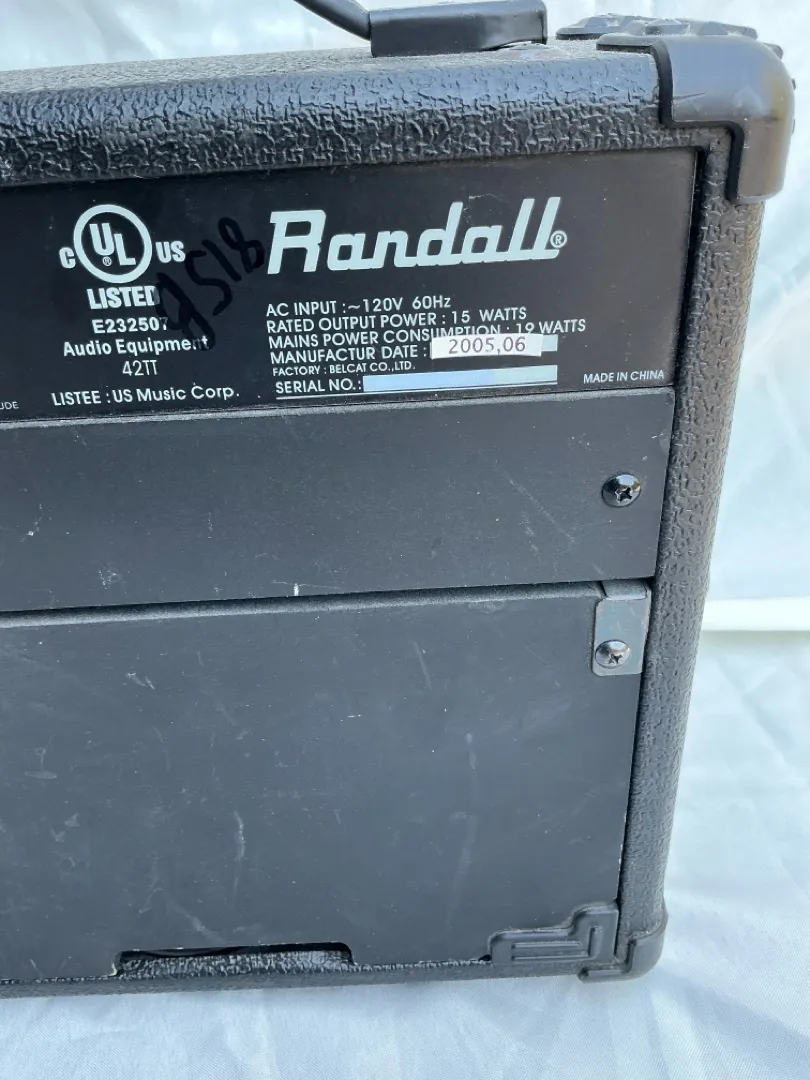 C UL US
®
LISTED
E232507
Audio Equipment
42TT
LISTEE : US Music Corp.
UDE
Randall®
AC INPUT :~120V 60Hz
RATED OUTPUT POWER : 15 WATTS
MAINS POWER CONSUMPTION : 19 WATTS
MANUFACTUR DATE : 2005,06
FACTORY : BELCAT CO.,LTD.
SERIAL NO.:
MADE IN CHINA